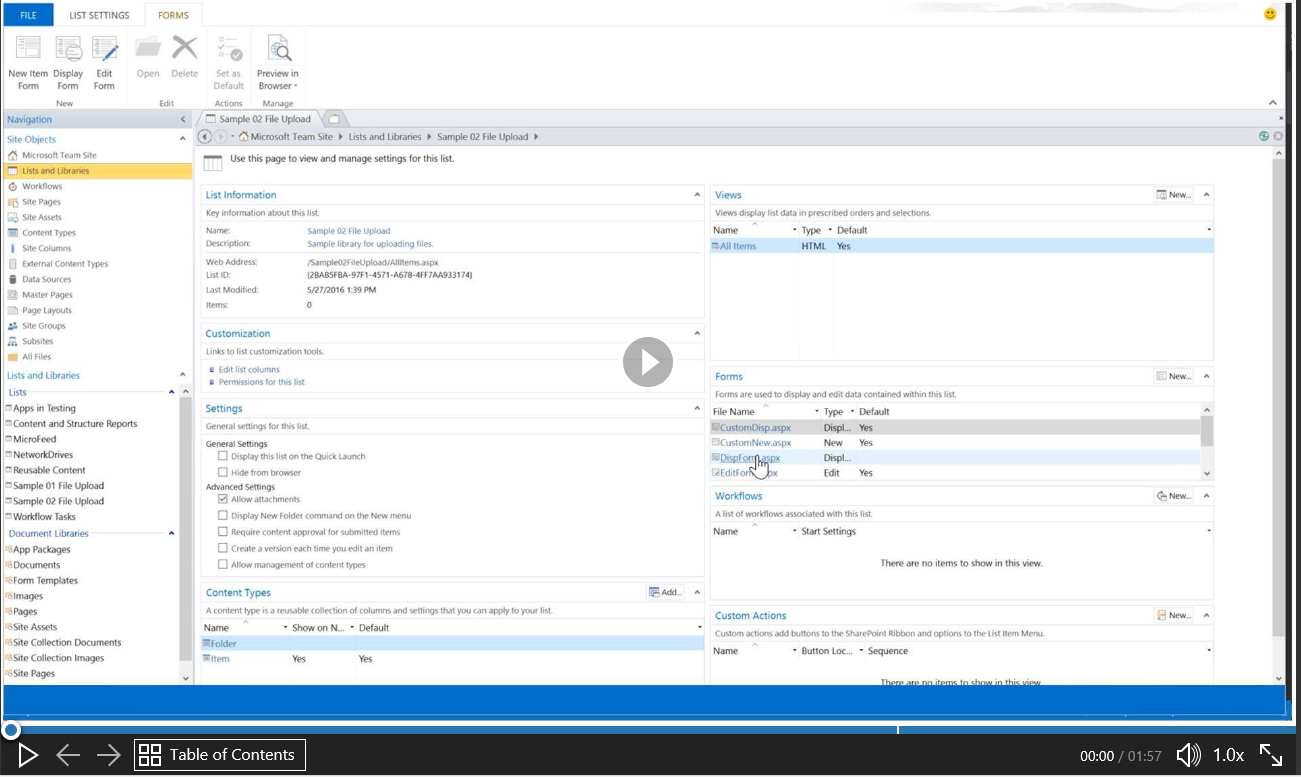 FILE LIST SETTINGS FORMS
New Item Form Display Form Edit Form Open Delete Set as Default Preview in Browser
New Edit Actions Manage
Navigation
Site Objects
Microsoft Team Site
Lists and Libraries
Workflows
Site Pages
Site Assets
Content Types
Site Columns
External Content Types
Data Sources
Master Pages
Page Layouts
Site Groups
Subsites
All Files
Lists and Libraries
Lists
Apps in Testing
Content and Structure Reports
MicroFeed
NetworkDrives
Reusable Content
Sample 01 File Upload
Sample 02 File Upload
Workflow Tasks
Document Libraries
App Packages
Documents
Form Templates
Images
Pages
Site Assets
Site Collection Documents
Site Collection Images
Site Pages
Sample 02 File Upload
Microsoft Team Site Lists and Libraries Sample 02 File Upload
Use this page to view and manage settings for this list.
List Information
Key information about this list.
Name: Sample 02 File Upload
Description: Sample library for uploading files.
Web Address: /Sample02FileUpload/AllItems.aspx
List ID: {2BAB5FBA-97F1-4571-A678-4FF7AA933174}
Last Modified: 5/27/2016 1:39 PM
Items: 0
Customization
Links to list customization tools.
Edit list columns
Permissions for this list
Settings
General settings for this list.
General Settings
Display this list on the Quick Launch
Hide from browser
Advanced Settings
Allow attachments
Display New Folder command on the New menu
Require content approval for submitted items
Create a version each time you edit an item
Allow management of content types
Content Types Add...
A content type is a reusable collection of columns and settings that you can apply to your list.
Name Show on N... Default
Folder
Item Yes Yes
Views New...
Views display list data in prescribed orders and selections.
Name Type Default
All Items HTML Yes
Forms New...
Forms are used to display and edit data contained within this list.
File Name Type Default
CustomDisp.aspx Displ... Yes
CustomNew.aspx New Yes
DispForm.aspx Displ...
EditForm.aspx Edit Yes
Workflows New...
A list of workflows associated with this list.
Name Start Settings
There are no items to show in this view.
Custom Actions New...
Custom actions add buttons to the SharePoint Ribbon and options to the List Item Menu.
Name Button Loc... Sequence
There are no items to show in this view.
Table of Contents 00:00 / 01:57 1.0x